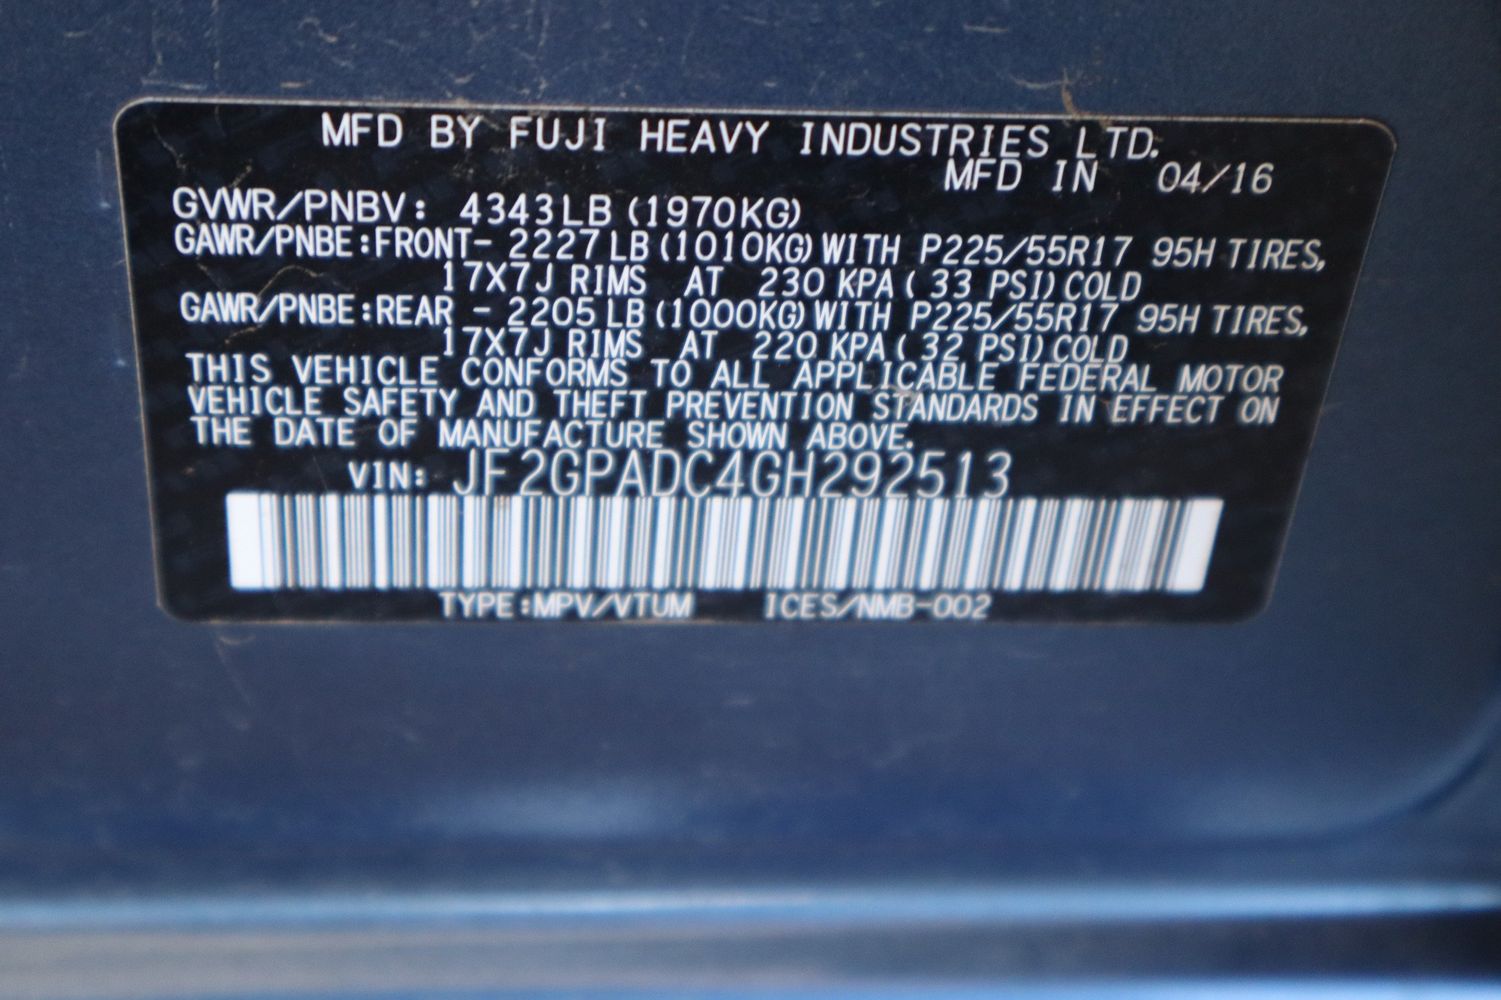 MFD BY FUJI HEAVY INDUSTRIES LTD.
MFD IN 04/16
GVWR/PNBV: 4343LB (1970KG)
GAWR/PNBE:FRONT- 2227LB (1010KG) WITH P225/55R17 95H TIRES,
17X7J RIMS AT 230 KPA ( 33 PSI) COLD
GAWR/PNBE:REAR - 2205LB (1000KG) WITH P225/55R17 95H TIRES,
17X7J RIMS AT 220 KPA ( 32 PSI) COLD
THIS VEHICLE CONFORMS TO ALL APPLICABLE FEDERAL MOTOR
VEHICLE SAFETY AND THEFT PREVENTION STANDARDS IN EFFECT ON
THE DATE OF MANUFACTURE SHOWN ABOVE.
VIN: JF2GPADC4GH292513
TYPE:MPV/VTUM ICES/NMB-002